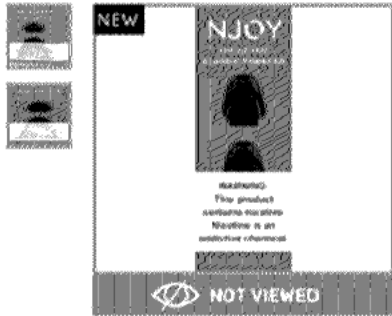 NEW
NJOY
WARNING:
This product
contains nicotine.
Nicotine is an
addictive chemical.
NOT VIEWED